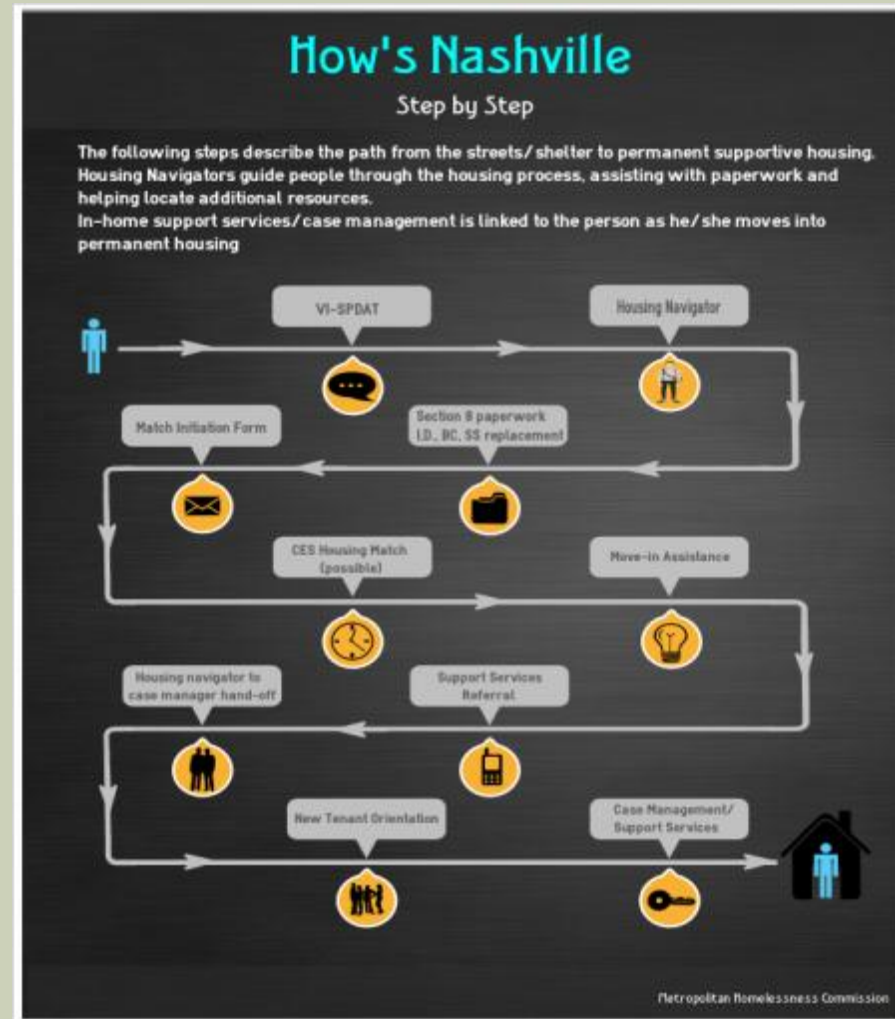 How's Nashville
Step by Step
The following steps describe the path from the streets/shelter to permanent supportive housing.
Housing Navigators guide people through the housing process, assisting with paperwork and
helping locate additional resources.
In-home support services/case management is linked to the person as he/she moves into
permanent housing
VI-SPDAT
Housing Navigator
Section 8 paperwork
I.D., BC, SS replacement
Match Initiation Form
CES Housing Match
(possible)
Move-in Assistance
Support Services
Referral
Housing navigator to
case manager hand-off
New Tenant Orientation
Case Management/
Support Services
Metropolitan Homelessness Commission